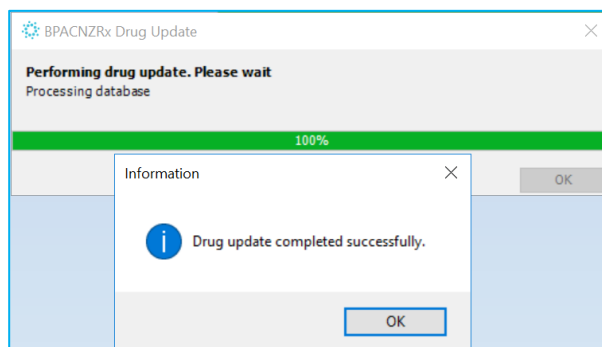 BPACNZRx Drug Update
Performing drug update. Please wait
Processing database
100%
OK
Information
Drug update completed successfully.
OK